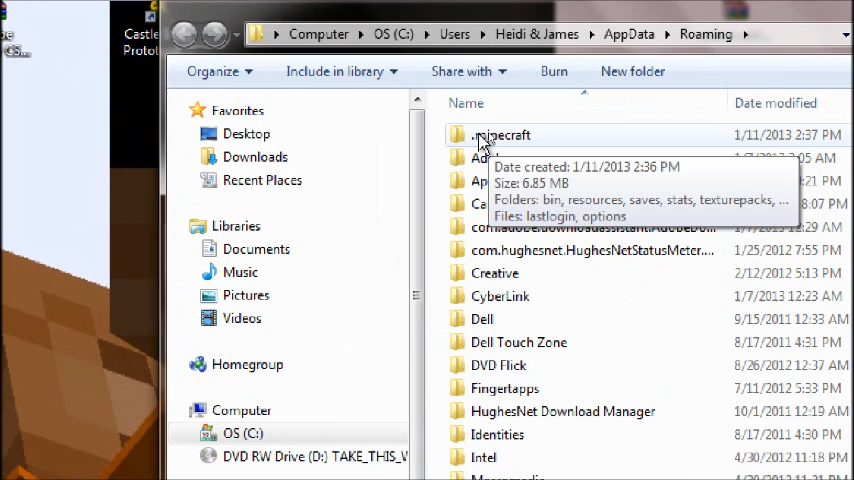 CS...
Castle
Protot
Computer OS (C:) Users Heidi & James AppData Roaming
Organize Include in library Share with Burn New folder
Name Date modified
Favorites
Desktop
Downloads
Recent Places
Libraries
Documents
Music
Pictures
Videos
Homegroup
Computer
OS (C:)
DVD RW Drive (D:) TAKE_THIS_V
.minecraft 1/11/2013 2:37 PM
Date created: 1/11/2013 2:36 PM
Size: 6.85 MB
Folders: bin, resources, saves, stats, texturepacks, ...
Files: lastlogin, options
com.hughesnet.HughesNetStatusMeter.... 1/25/2012 7:55
Creative 2/12/2012 5:13 PM
CyberLink 1/7/2013 12:23 AM
Dell 9/15/2011 12:33 AM
Dell Touch Zone 8/17/2011 4:31 PM
DVD Flick 8/26/2012 12:37 AM
Fingertapps 7/11/2012 5:33 PM
HughesNet Download Manager 10/1/2011 12:19 AM
Identities 8/17/2011 4:30 PM
Intel 4/30/2012 11:18 PM